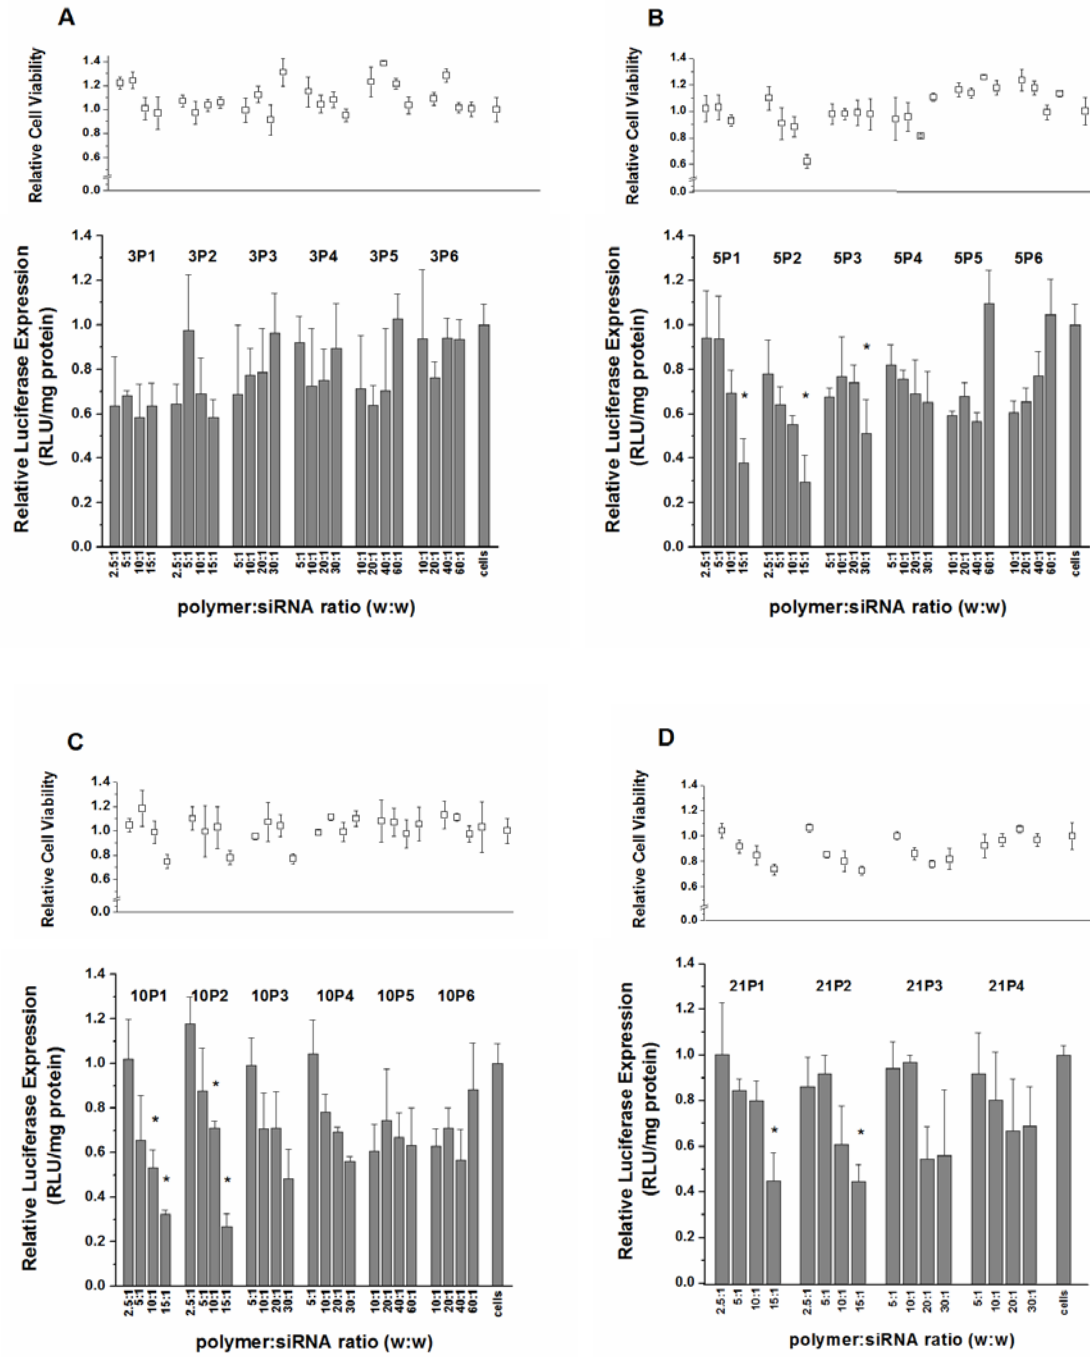 A
Relative Cell Viability
1.4
1.2
1.0
0.8
0.6
0.0
Relative Luciferase Expression
(RLU/mg protein)
1.4
1.2
1.0
0.8
0.6
0.4
0.2
0.0
3P1 3P2 3P3 3P4 3P5 3P6
2.5:1 5:1 10:1 15:1 2.5:1 5:1 10:1 15:1 5:1 10:1 20:1 30:1 5:1 10:1 20:1 30:1 10:1 20:1 40:1 60:1 10:1 20:1 40:1 60:1 cells
polymer:siRNA ratio (w:w)
B
Relative Cell Viability
1.4
1.2
1.0
0.8
0.6
0.0
Relative Luciferase Expression
(RLU/mg protein)
1.4
1.2
1.0
0.8
0.6
0.4
0.2
0.0
5P1 5P2 5P3 5P4 5P5 5P6
* * *
2.5:1 5:1 10:1 15:1 2.5:1 5:1 10:1 15:1 5:1 10:1 20:1 30:1 5:1 10:1 20:1 30:1 10:1 20:1 40:1 60:1 10:1 20:1 40:1 60:1 cells
polymer:siRNA ratio (w:w)
C
Relative Cell Viability
1.4
1.2
1.0
0.8
0.6
0.0
Relative Luciferase Expression
(RLU/mg protein)
1.4
1.2
1.0
0.8
0.6
0.4
0.2
0.0
10P1 10P2 10P3 10P4 10P5 10P6
* * * *
2.5:1 5:1 10:1 15:1 2.5:1 5:1 10:1 15:1 5:1 10:1 20:1 30:1 5:1 10:1 20:1 30:1 10:1 20:1 40:1 60:1 10:1 20:1 40:1 60:1 cells
polymer:siRNA ratio (w:w)
D
Relative Cell Viability
1.4
1.2
1.0
0.8
0.6
0.0
Relative Luciferase Expression
(RLU/mg protein)
1.4
1.2
1.0
0.8
0.6
0.4
0.2
0.0
21P1 21P2 21P3 21P4
* *
2.5:1 5:1 10:1 15:1 2.5:1 5:1 10:1 15:1 5:1 10:1 20:1 30:1 5:1 10:1 20:1 30:1 cells
polymer:siRNA ratio (w:w)